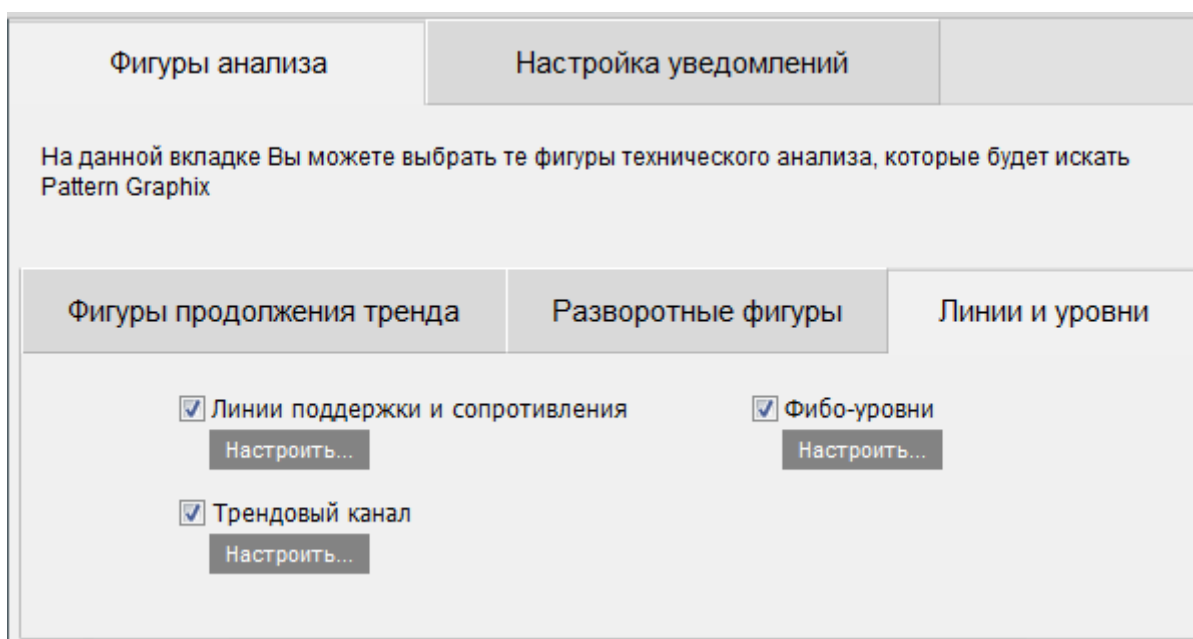 Фигуры анализа
Настройка уведомлений
На данной вкладке Вы можете выбрать те фигуры технического анализа, которые будет искать
Pattern Graphix
Фигуры продолжения тренда
Разворотные фигуры
Линии и уровни
Линии поддержки и сопротивления
Фибо-уровни
Настроить...
Настроить...
Трендовый канал
Настроить...